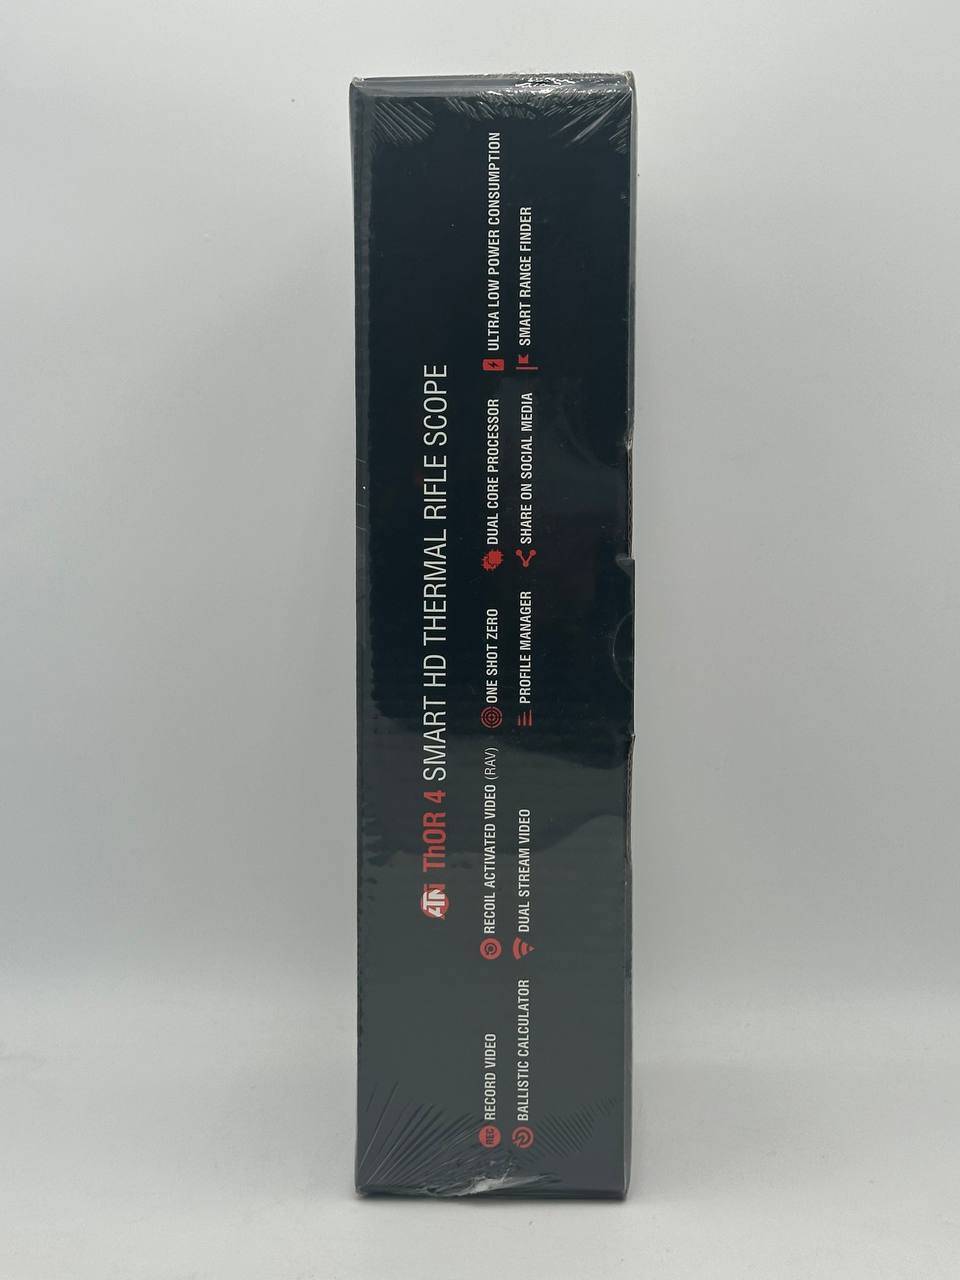 ATN ThOR 4 SMART HD THERMAL RIFLE SCOPE
REC RECORD VIDEO RECOIL ACTIVATED VIDEO (RAV) ONE SHOT ZERO DUAL CORE PROCESSOR ULTRA LOW POWER CONSUMPTION
BALLISTIC CALCULATOR DUAL STREAM VIDEO PROFILE MANAGER SHARE ON SOCIAL MEDIA SMART RANGE FINDER